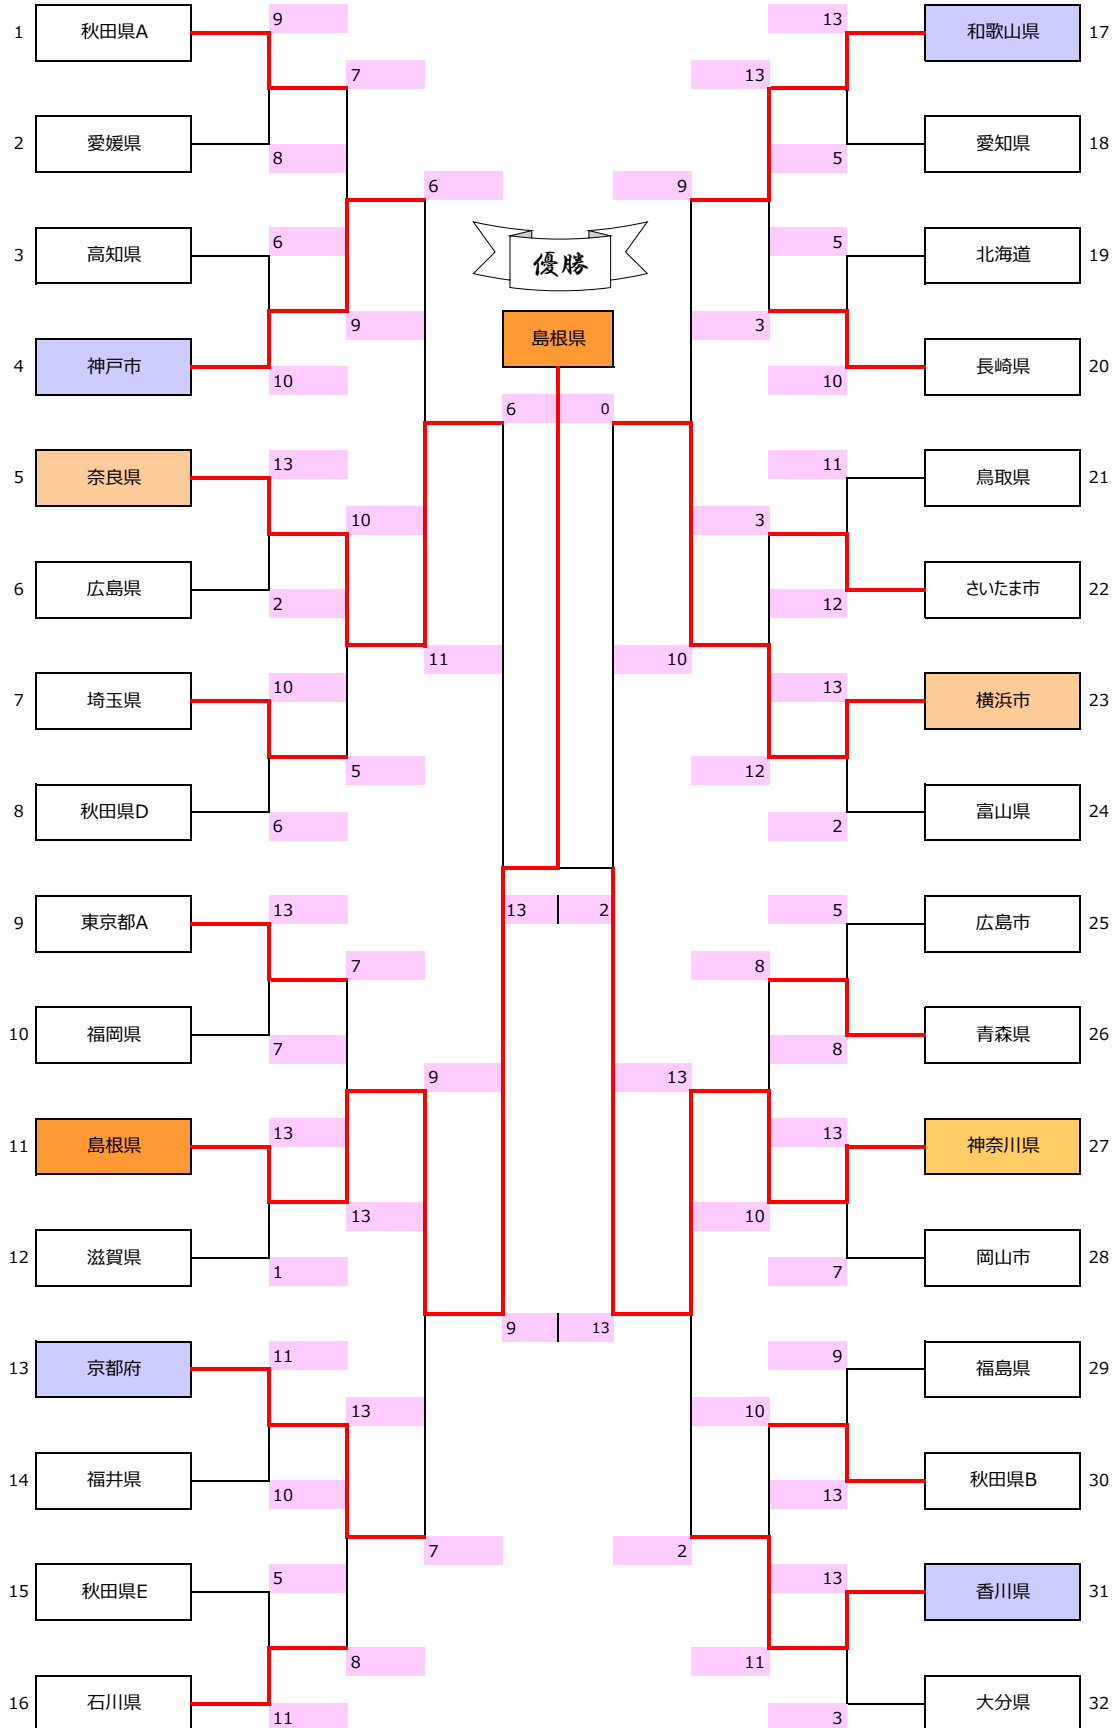 9
13
1 秋田県A
和歌山県 17
7
13
2 愛媛県
愛知県 18
8
5
6
9
6
5
3 高知県
優勝
北海道 19
9
島根県
3
4 神戸市
長崎県 20
10
10
6 0
13
11
5 奈良県
鳥取県 21
10
3
6 広島県
さいたま市 22
2
12
11
10
10
13
7 埼玉県
横浜市 23
5
12
8 秋田県D
富山県 24
6
2
13
13 2
5
9 東京都A
広島市 25
7
8
10 福岡県
青森県 26
7
8
9
13
13
13
11 島根県
神奈川県 27
13
10
12 滋賀県
岡山市 28
1
7
9 13
11
9
13 京都府
福島県 29
13
10
14 福井県
秋田県B 30
10
13
7
2
5
13
15 秋田県E
香川県 31
8
11
16 石川県
大分県 32
11
3